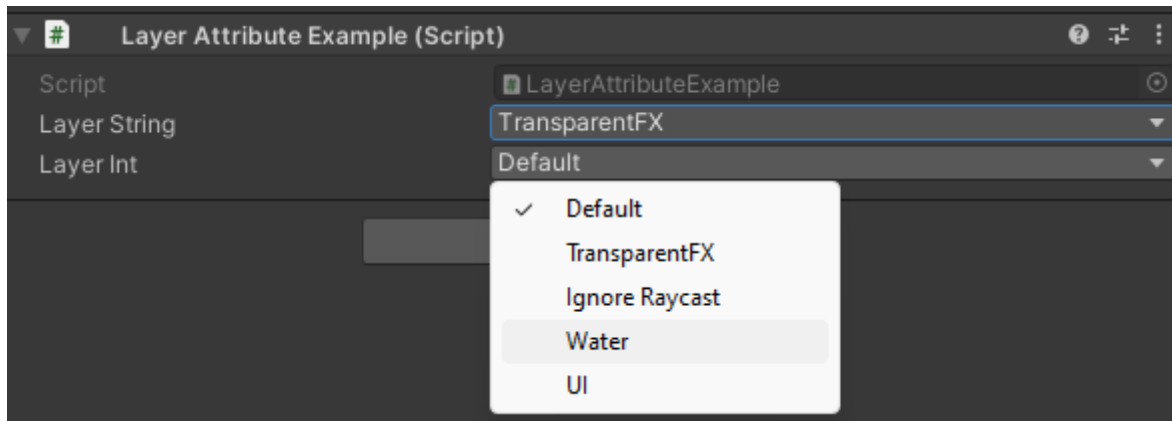 Layer Attribute Example (Script)
Script LayerAttributeExample
Layer String TransparentFX
Layer Int Default
Default
TransparentFX
Ignore Raycast
Water
UI